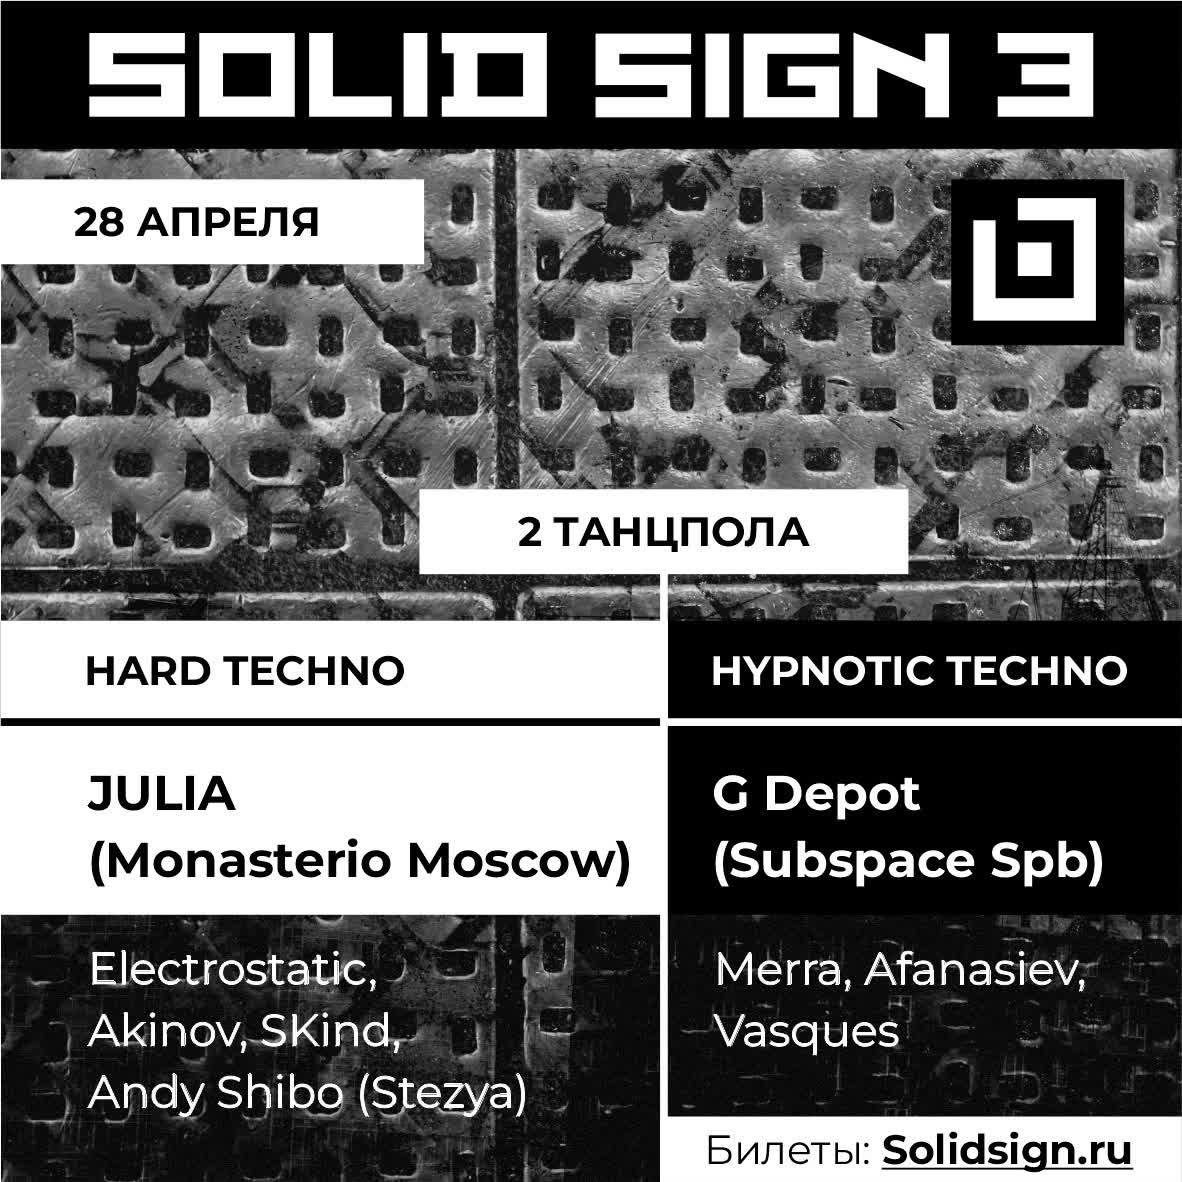 SOLID SIGN 3
28 АПРЕЛЯ
2 ТАНЦПОЛА
HARD TECHNO
JULIA
(Monasterio Moscow)
Electrostatic,
Akinov, SKind,
Andy Shibo (Stezya)
HYPNOTIC TECHNO
G Depot
(Subspace Spb)
Merra, Afanasiev,
Vasques
Билеты: Solidsign.ru